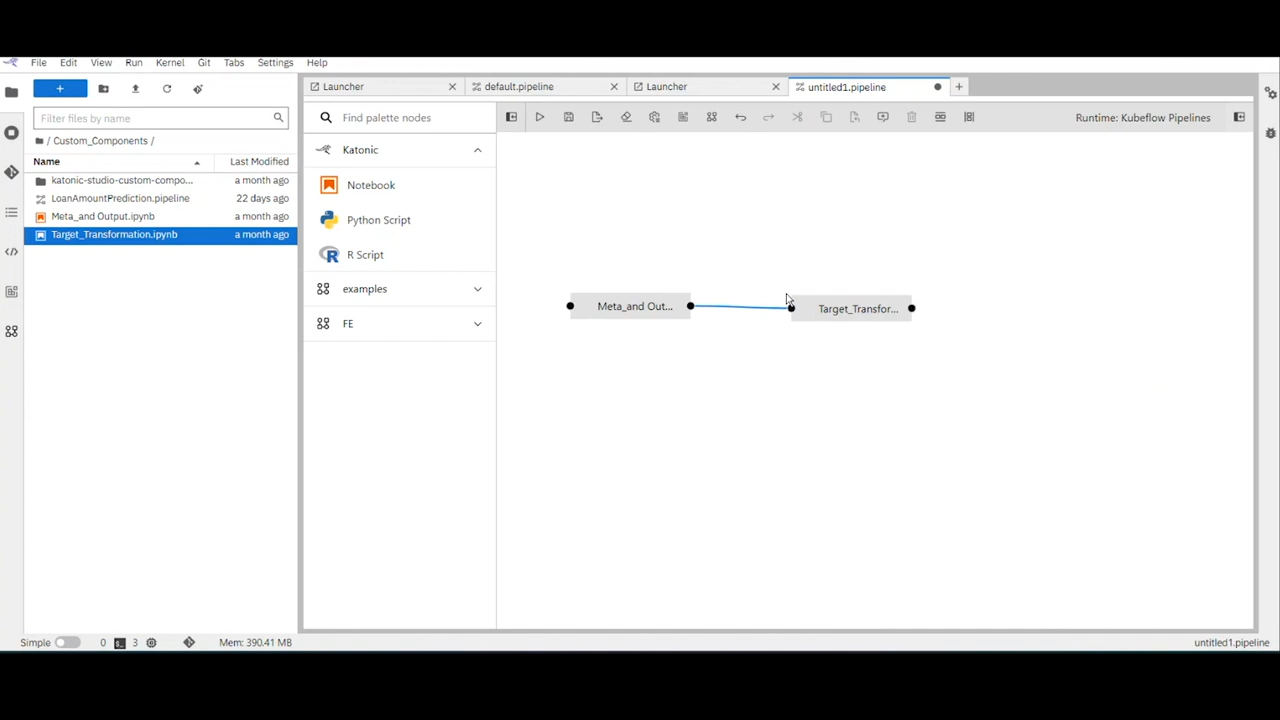 File Edit View Run Kernel Git Tabs Settings Help
Launcher default.pipeline Launcher untitled1.pipeline
+
Filter files by name
/ Custom_Components /
Name Last Modified
katonic-studio-custom-compo... a month ago
LoanAmountPrediction.pipeline 22 days ago
Meta_and Output.ipynb a month ago
Target_Transformation.ipynb a month ago
Find palette nodes
Katonic
Notebook
Python Script
R Script
examples
FE
Runtime: Kubeflow Pipelines
Meta_and Out...
Target_Transfor...
Simple 0 3 Mem: 390.41 MB
untitled1.pipeline